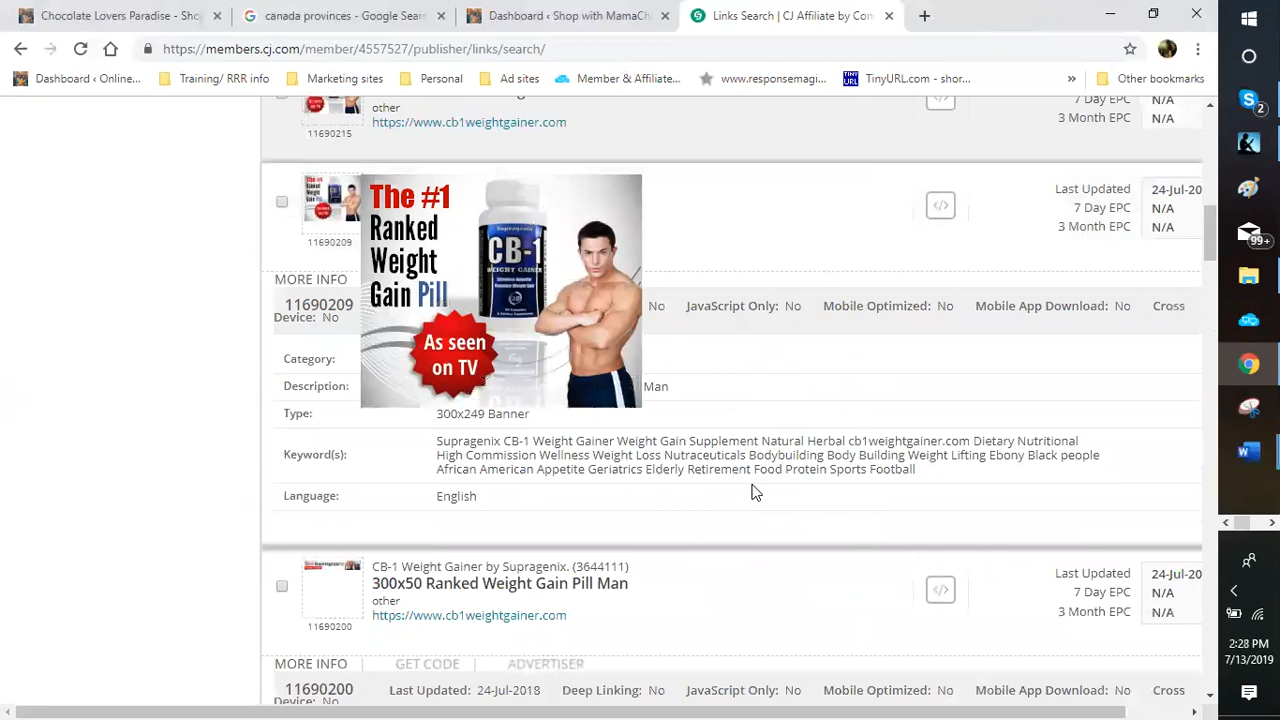 Chocolate Lovers Paradise - Sho
canada provinces - Google Sear
Dashboard ‹ Shop with MamaCh
Links Search | CJ Affiliate by Con
https://members.cj.com/member/4557527/publisher/links/search/
Dashboard ‹ Online...
Training/ RRR info
Marketing sites
Personal
Ad sites
Member & Affiliate...
www.responsemagi...
TINY URL
TinyURL.com - shor...
»
Other bookmarks
other
https://www.cb1weightgainer.com
11690215
7 Day EPC N/A
3 Month EPC N/A
The #1
Ranked
Weight
Gain Pill
As seen
on TV
CB-1
WEIGHT GAINER
11690209
Last Updated 24-Jul-20
7 Day EPC N/A
3 Month EPC N/A
MORE INFO
11690209 No JavaScript Only: No Mobile Optimized: No Mobile App Download: No Cross
Device: No
Category:
Description: Man
Type: 300x249 Banner
Keyword(s): Supragenix CB-1 Weight Gainer Weight Gain Supplement Natural Herbal cb1weightgainer.com Dietary Nutritional
High Commission Wellness Weight Loss Nutraceuticals Bodybuilding Body Building Weight Lifting Ebony Black people
African American Appetite Geriatrics Elderly Retirement Food Protein Sports Football
Language: English
CB-1 Weight Gainer by Supragenix. (3644111)
300x50 Ranked Weight Gain Pill Man
other
https://www.cb1weightgainer.com
11690200
Last Updated 24-Jul-20
7 Day EPC N/A
3 Month EPC N/A
MORE INFO | GET CODE | ADVERTISER
11690200 Last Updated: 24-Jul-2018 Deep Linking: No JavaScript Only: No Mobile Optimized: No Mobile App Download: No Cross
Device: No
2
99+
2:28 PM
7/13/2019